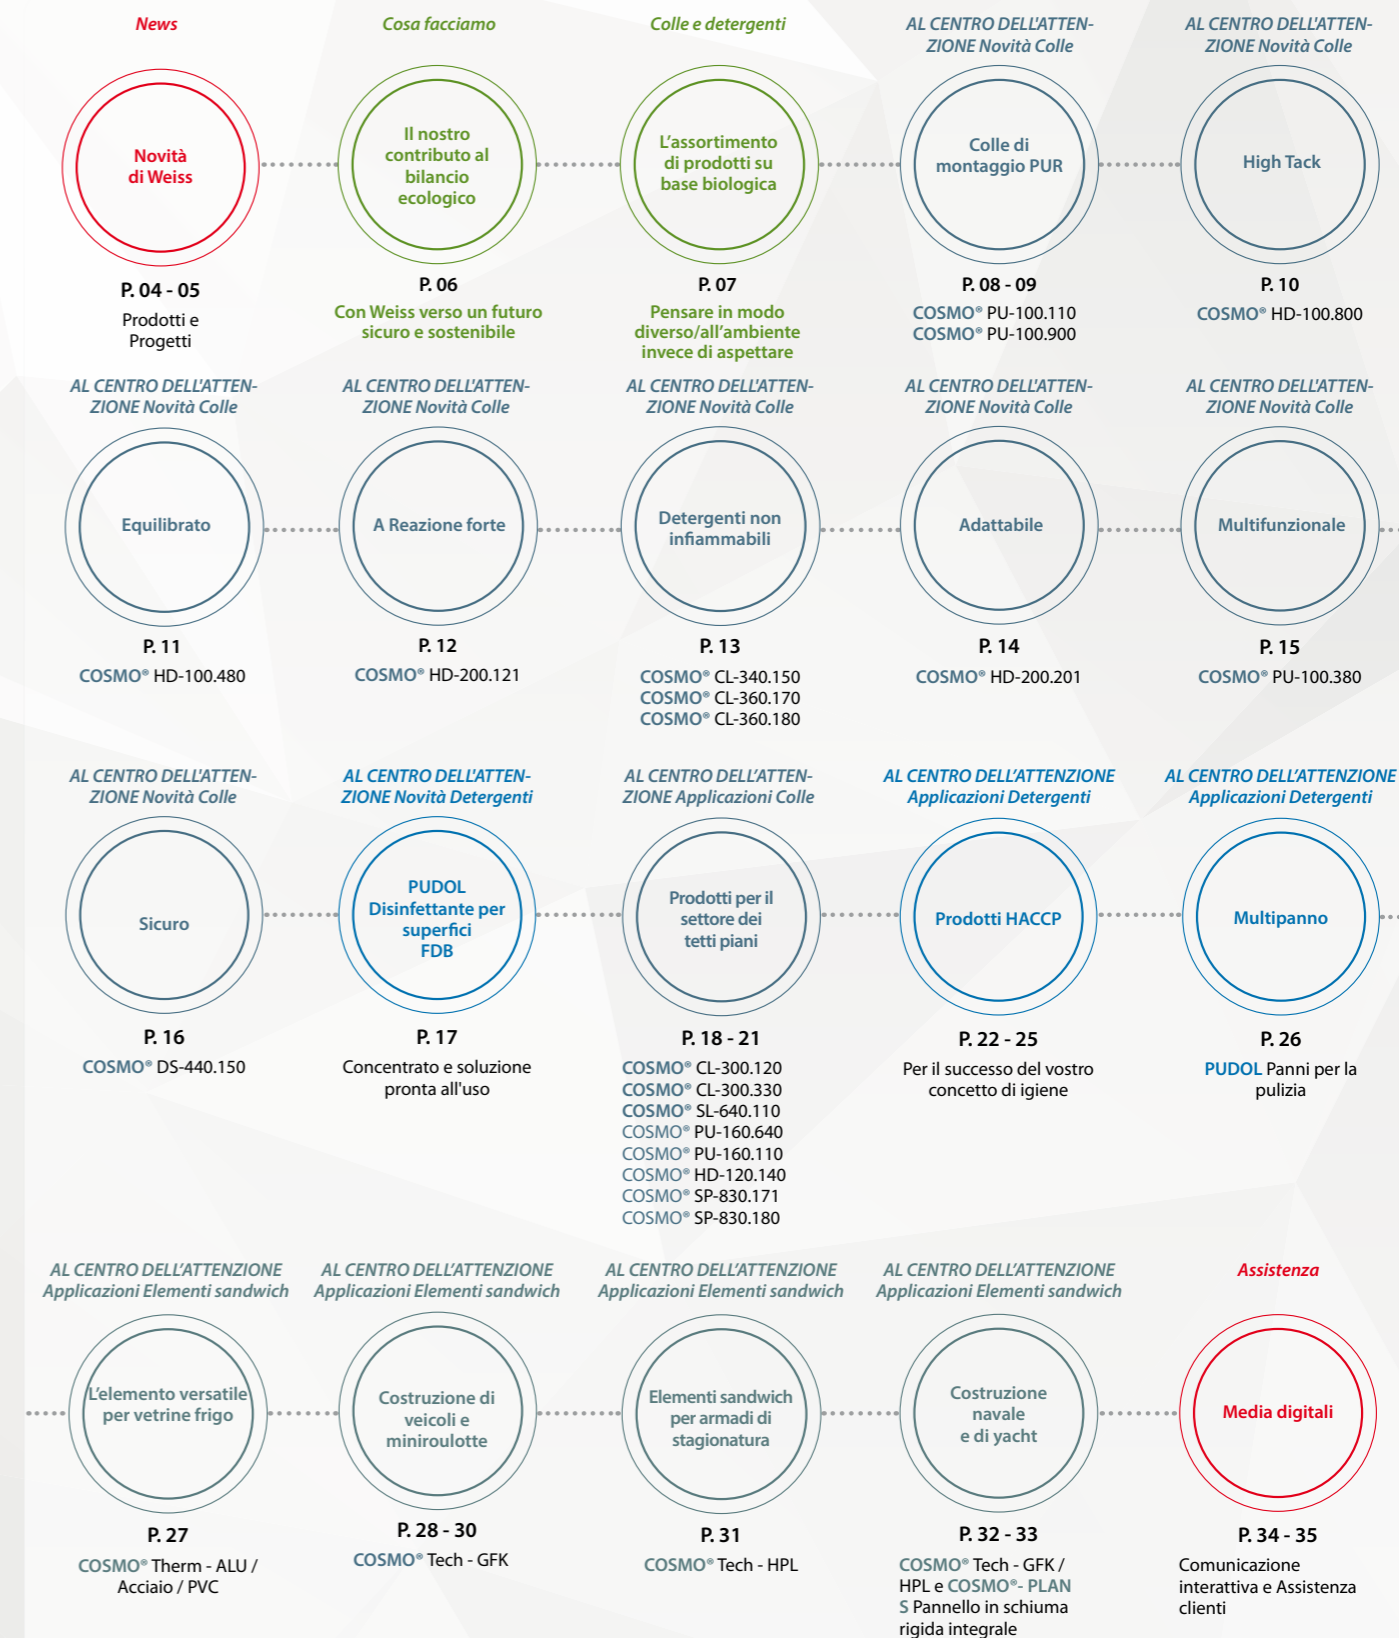 News
Novità
di Weiss
P. 04 - 05
Prodotti e
Progetti
Cosa facciamo
Il nostro
contributo al
bilancio
ecologico
P. 06
Con Weiss verso un futuro
sicuro e sostenibile
Colle e detergenti
L'assortimento
di prodotti su
base biologica
P. 07
Pensare in modo
diverso/all'ambiente
invece di aspettare
AL CENTRO DELL'ATTEN-
ZIONE Novità Colle
Colle di
montaggio PUR
P. 08 - 09
COSMO® PU-100.110
COSMO® PU-100.900
AL CENTRO DELL'ATTEN-
ZIONE Novità Colle
High Tack
P. 10
COSMO® HD-100.800
AL CENTRO DELL'ATTEN-
ZIONE Novità Colle
Equilibrato
P. 11
COSMO® HD-100.480
AL CENTRO DELL'ATTEN-
ZIONE Novità Colle
A Reazione forte
P. 12
COSMO® HD-200.121
AL CENTRO DELL'ATTEN-
ZIONE Novità Colle
Detergenti non
infiammabili
P. 13
COSMO® CL-340.150
COSMO® CL-360.170
COSMO® CL-360.180
AL CENTRO DELL'ATTEN-
ZIONE Novità Colle
Adattabile
P. 14
COSMO® HD-200.201
AL CENTRO DELL'ATTEN-
ZIONE Novità Colle
Multifunzionale
P. 15
COSMO® PU-100.380
AL CENTRO DELL'ATTEN-
ZIONE Novità Colle
Sicuro
P. 16
COSMO® DS-440.150
AL CENTRO DELL'ATTEN-
ZIONE Novità Detergenti
PUDOL
Disinfettante per
superfici
FDB
P. 17
Concentrato e soluzione
pronta all'uso
AL CENTRO DELL'ATTEN-
ZIONE Applicazioni Colle
Prodotti per il
settore dei
tetti piani
P. 18 - 21
COSMO® CL-300.120
COSMO® CL-300.330
COSMO® SL-640.110
COSMO® PU-160.640
COSMO® PU-160.110
COSMO® HD-120.140
COSMO® SP-830.171
COSMO® SP-830.180
AL CENTRO DELL'ATTENZIONE
Applicazioni Detergenti
Prodotti HACCP
P. 22 - 25
Per il successo del vostro
concetto di igiene
AL CENTRO DELL'ATTENZIONE
Applicazioni Detergenti
Multipanno
P. 26
PUDOL Panni per la
pulizia
AL CENTRO DELL'ATTENZIONE
Applicazioni Elementi sandwich
L'elemento versatile
per vetrine frigo
P. 27
COSMO® Therm - ALU /
Acciaio / PVC
AL CENTRO DELL'ATTENZIONE
Applicazioni Elementi sandwich
Costruzione di
veicoli e
miniroulotte
P. 28 - 30
COSMO® Tech - GFK
AL CENTRO DELL'ATTENZIONE
Applicazioni Elementi sandwich
Elementi sandwich
per armadi di
stagionatura
P. 31
COSMO® Tech - HPL
AL CENTRO DELL'ATTENZIONE
Applicazioni Elementi sandwich
Costruzione
navale
e di yacht
P. 32 - 33
COSMO® Tech - GFK /
HPL e COSMO®- PLAN
S Pannello in schiuma
rigida integrale
Assistenza
Media digitali
P. 34 - 35
Comunicazione
interattiva e Assistenza
clienti